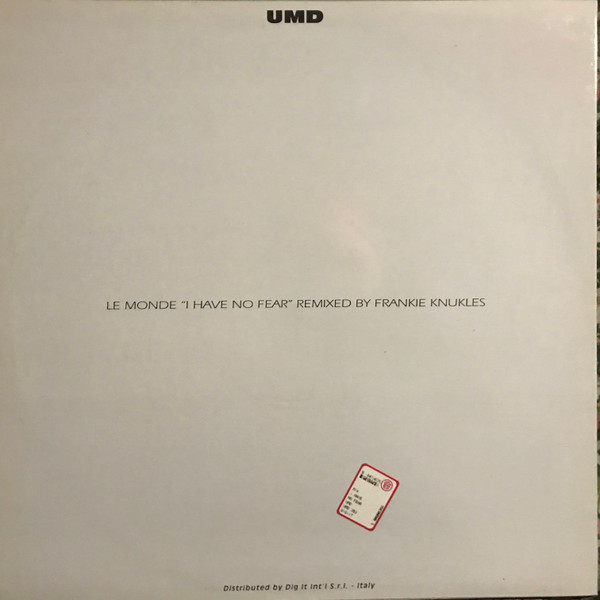 UMD
LE MONDE "I HAVE NO FEAR" REMIXED BY FRANKIE KNUKLES
Distributed by Dig It Int'l S.r.l. - Italy